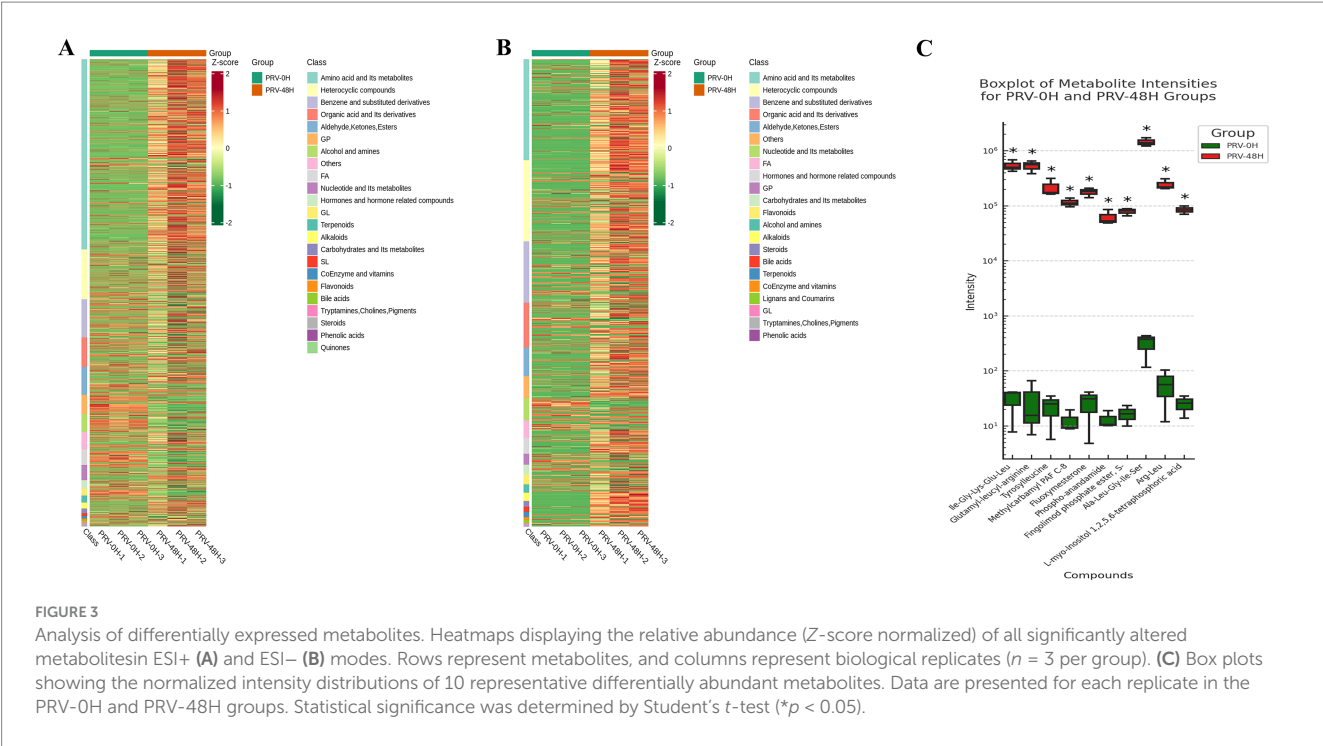 A
Group
Z-score
2
1
0
-1
-2
Group
PRV-0H
PRV-48H
Class
Amino acid and Its metabolites
Heterocyclic compounds
Benzene and substituted derivatives
Organic acid and Its derivatives
Aldehyde,Ketones,Esters
GP
Alcohol and amines
Others
FA
Nucleotide and Its metabolites
Hormones and hormone related compounds
GL
Terpenoids
Alkaloids
Carbohydrates and Its metabolites
SL
CoEnzyme and vitamins
Flavonoids
Bile acids
Tryptamines,Cholines,Pigments
Steroids
Phenolic acids
Quinones
Class
PRV-0H-1
PRV-0H-2
PRV-0H-3
PRV-48H-1
PRV-48H-2
PRV-48H-3
B
Group
Z-score
2
1
0
-1
-2
Group
PRV-0H
PRV-48H
Class
Amino acid and Its metabolites
Heterocyclic compounds
Benzene and substituted derivatives
Organic acid and Its derivatives
Aldehyde,Ketones,Esters
Others
Nucleotide and Its metabolites
FA
Hormones and hormone related compounds
GP
Carbohydrates and Its metabolites
Flavonoids
Alcohol and amines
Alkaloids
Steroids
Bile acids
Terpenoids
CoEnzyme and vitamins
Lignans and Coumarins
GL
Tryptamines,Cholines,Pigments
Phenolic acids
Class
PRV-0H-1
PRV-0H-2
PRV-0H-3
PRV-48H-1
PRV-48H-2
PRV-48H-3
C
Boxplot of Metabolite Intensities
for PRV-0H and PRV-48H Groups
Group
PRV-0H
PRV-48H
Intensity
10⁶
10⁵
10⁴
10³
10²
10¹
* * * * * * * * * *
Ile-Gly-Lys-Glu-Leu
Glutamyl-leucyl-arginine
Tyrosylleucine
Methylcarbamyl PAF C-8
Fluoxymesterone
Phospho-anandamide
Fingolimod phosphate ester, S-
Ala-Leu-Gly-Ile-Ser
Arg-Leu
L-myo-Inositol 1,2,5,6-tetraphosphoric acid
Compounds
FIGURE 3
Analysis of differentially expressed metabolites. Heatmaps displaying the relative abundance (Z-score normalized) of all significantly altered
metabolitesin ESI+ (A) and ESI− (B) modes. Rows represent metabolites, and columns represent biological replicates (n = 3 per group). (C) Box plots
showing the normalized intensity distributions of 10 representative differentially abundant metabolites. Data are presented for each replicate in the
PRV-0H and PRV-48H groups. Statistical significance was determined by Student’s t-test (*p < 0.05).